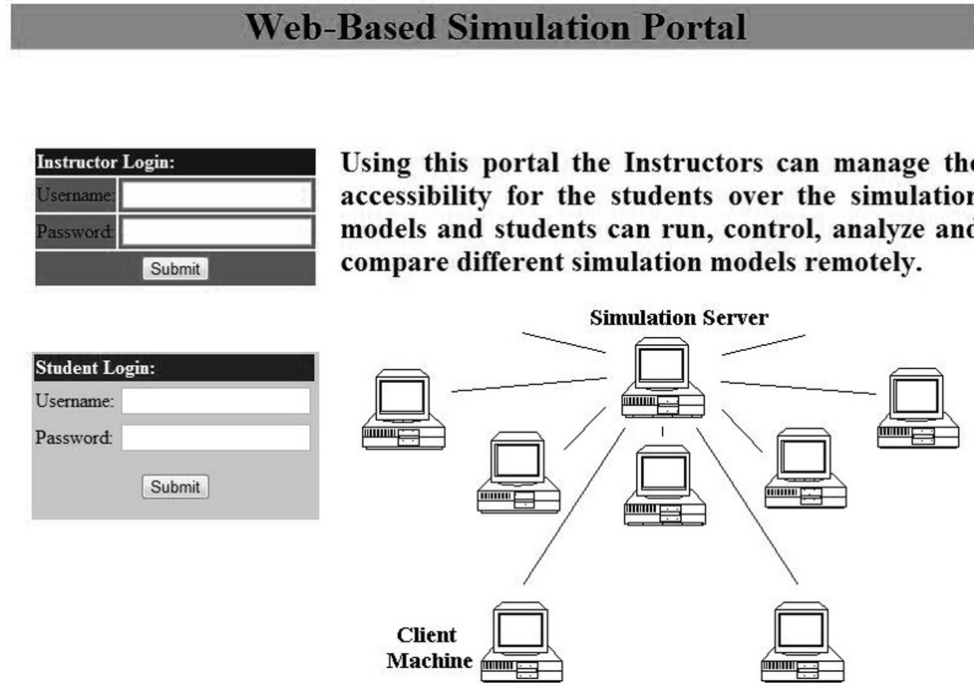 Web-Based Simulation Portal
Instructor Login:
Username:
Password:
Submit
Using this portal the Instructors can manage the
accessibility for the students over the simulation
models and students can run, control, analyze and
compare different simulation models remotely.
Student Login:
Username:
Password:
Submit
Simulation Server
Client
Machine